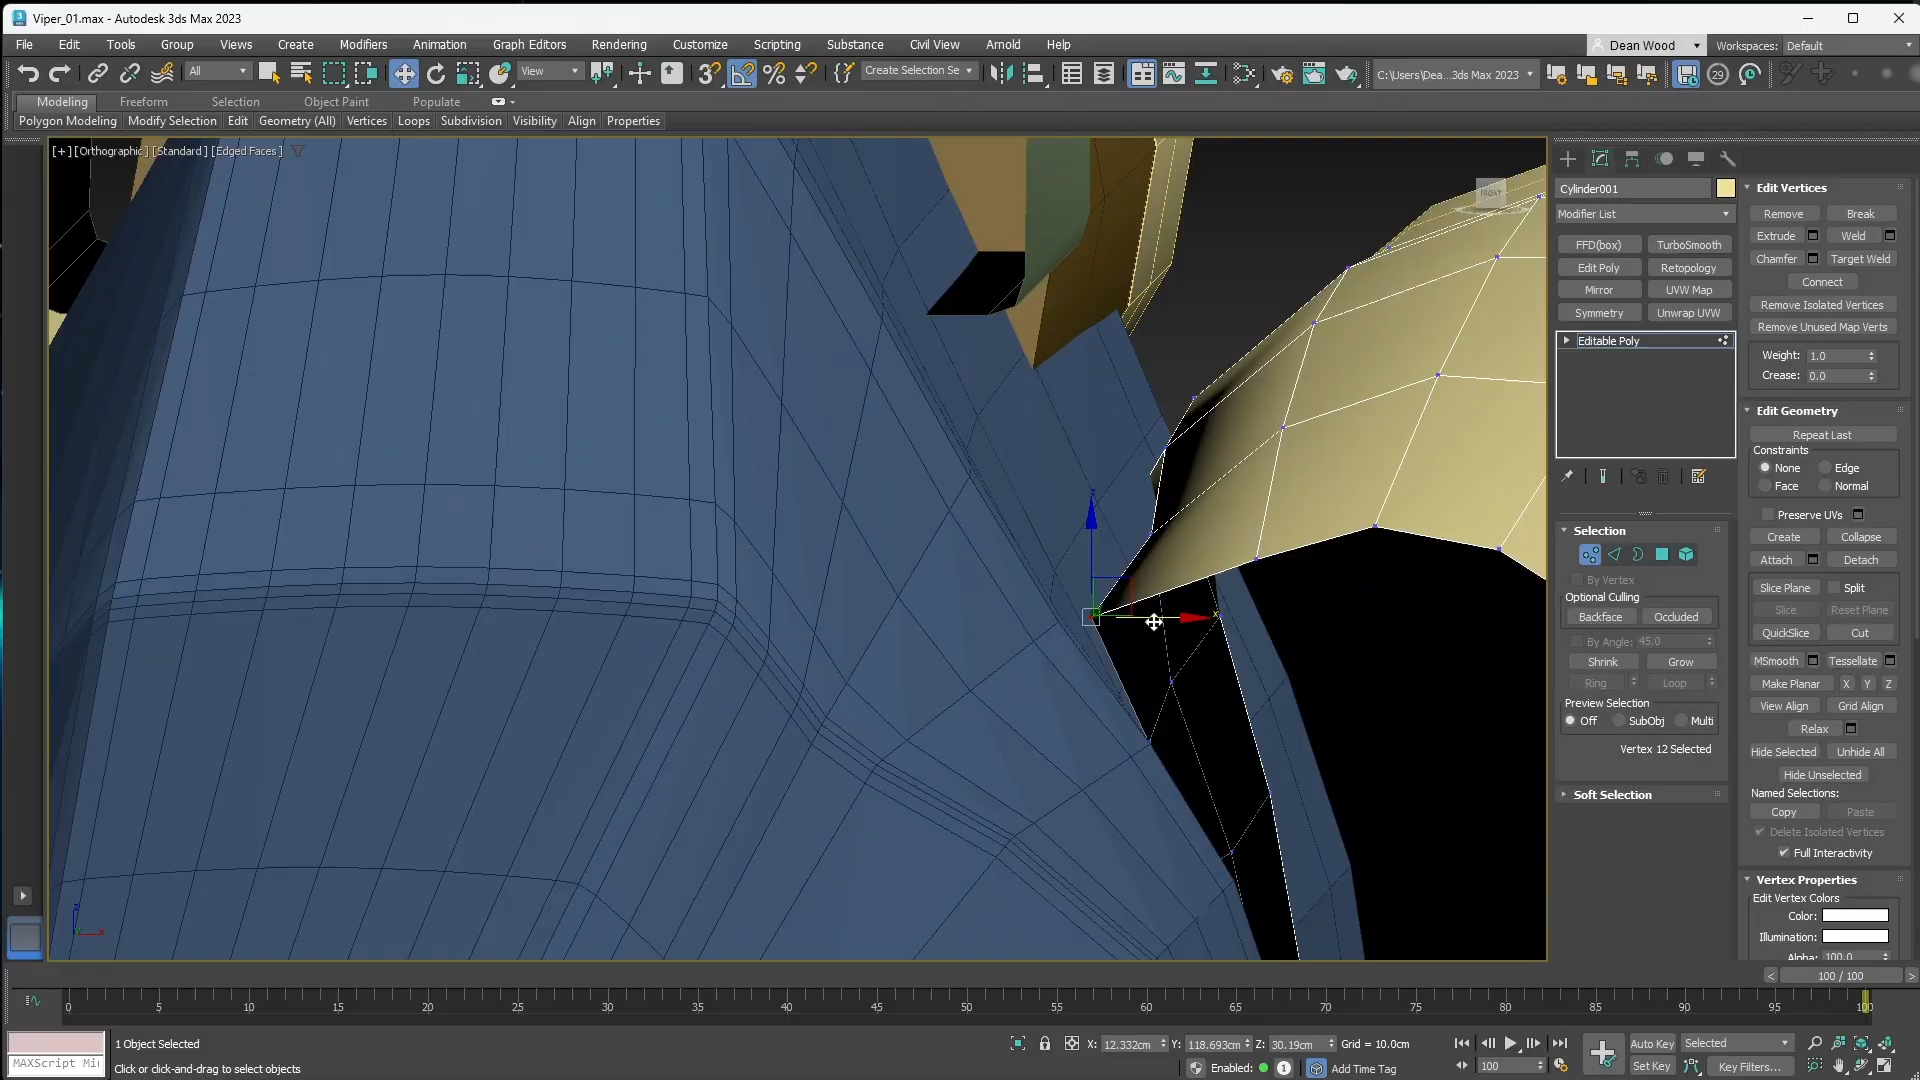 Viper_01.max - Autodesk 3ds Max 2023
File Edit Tools Group Views Create Modifiers Animation Graph Editors Rendering Customize Scripting Substance Civil View Arnold Help
Dean Wood
Workspaces: Default
All
View
Create Selection Se
C:\Users\Dea...3ds Max 2023
29
Modeling Freeform Selection Object Paint Populate
Polygon Modeling Modify Selection Edit Geometry (All) Vertices Loops Subdivision Visibility Align Properties
[+] [Orthographic] [Standard] [Edged Faces]
FRONT
z
x
z
x
Cylinder001
Modifier List
FFD(box) TurboSmooth
Edit Poly Retopology
Mirror UVW Map
Symmetry Unwrap UVW
Editable Poly
Selection
By Vertex
Optional Culling
Backface Occluded
By Angle: 45.0
Shrink Grow
Ring Loop
Preview Selection
Off SubObj Multi
Vertex 12 Selected
Soft Selection
Edit Vertices
Remove Break
Extrude Weld
Chamfer Target Weld
Connect
Remove Isolated Vertices
Remove Unused Map Verts
Weight: 1.0
Crease: 0.0
Edit Geometry
Repeat Last
Constraints
None Edge
Face Normal
Preserve UVs
Create Collapse
Attach Detach
Slice Plane Split
Slice Reset Plane
QuickSlice Cut
MSmooth Tessellate
Make Planar X Y Z
View Align Grid Align
Relax
Hide Selected Unhide All
Hide Unselected
Named Selections:
Copy Paste
Delete Isolated Vertices
Full Interactivity
Vertex Properties
Edit Vertex Colors
Color:
Illumination:
Alpha: 100.0
< 100 / 100 >
0 5 10 15 20 25 30 35 40 45 50 55 60 65 70 75 80 85 90 95 100
1 Object Selected
MAXScript Mi
Click or click-and-drag to select objects
X: 12.332cm Y: 118.693cm Z: 30.19cm Grid = 10.0cm
Enabled: 1 Add Time Tag
100
Auto Key Selected
Set Key Key Filters...